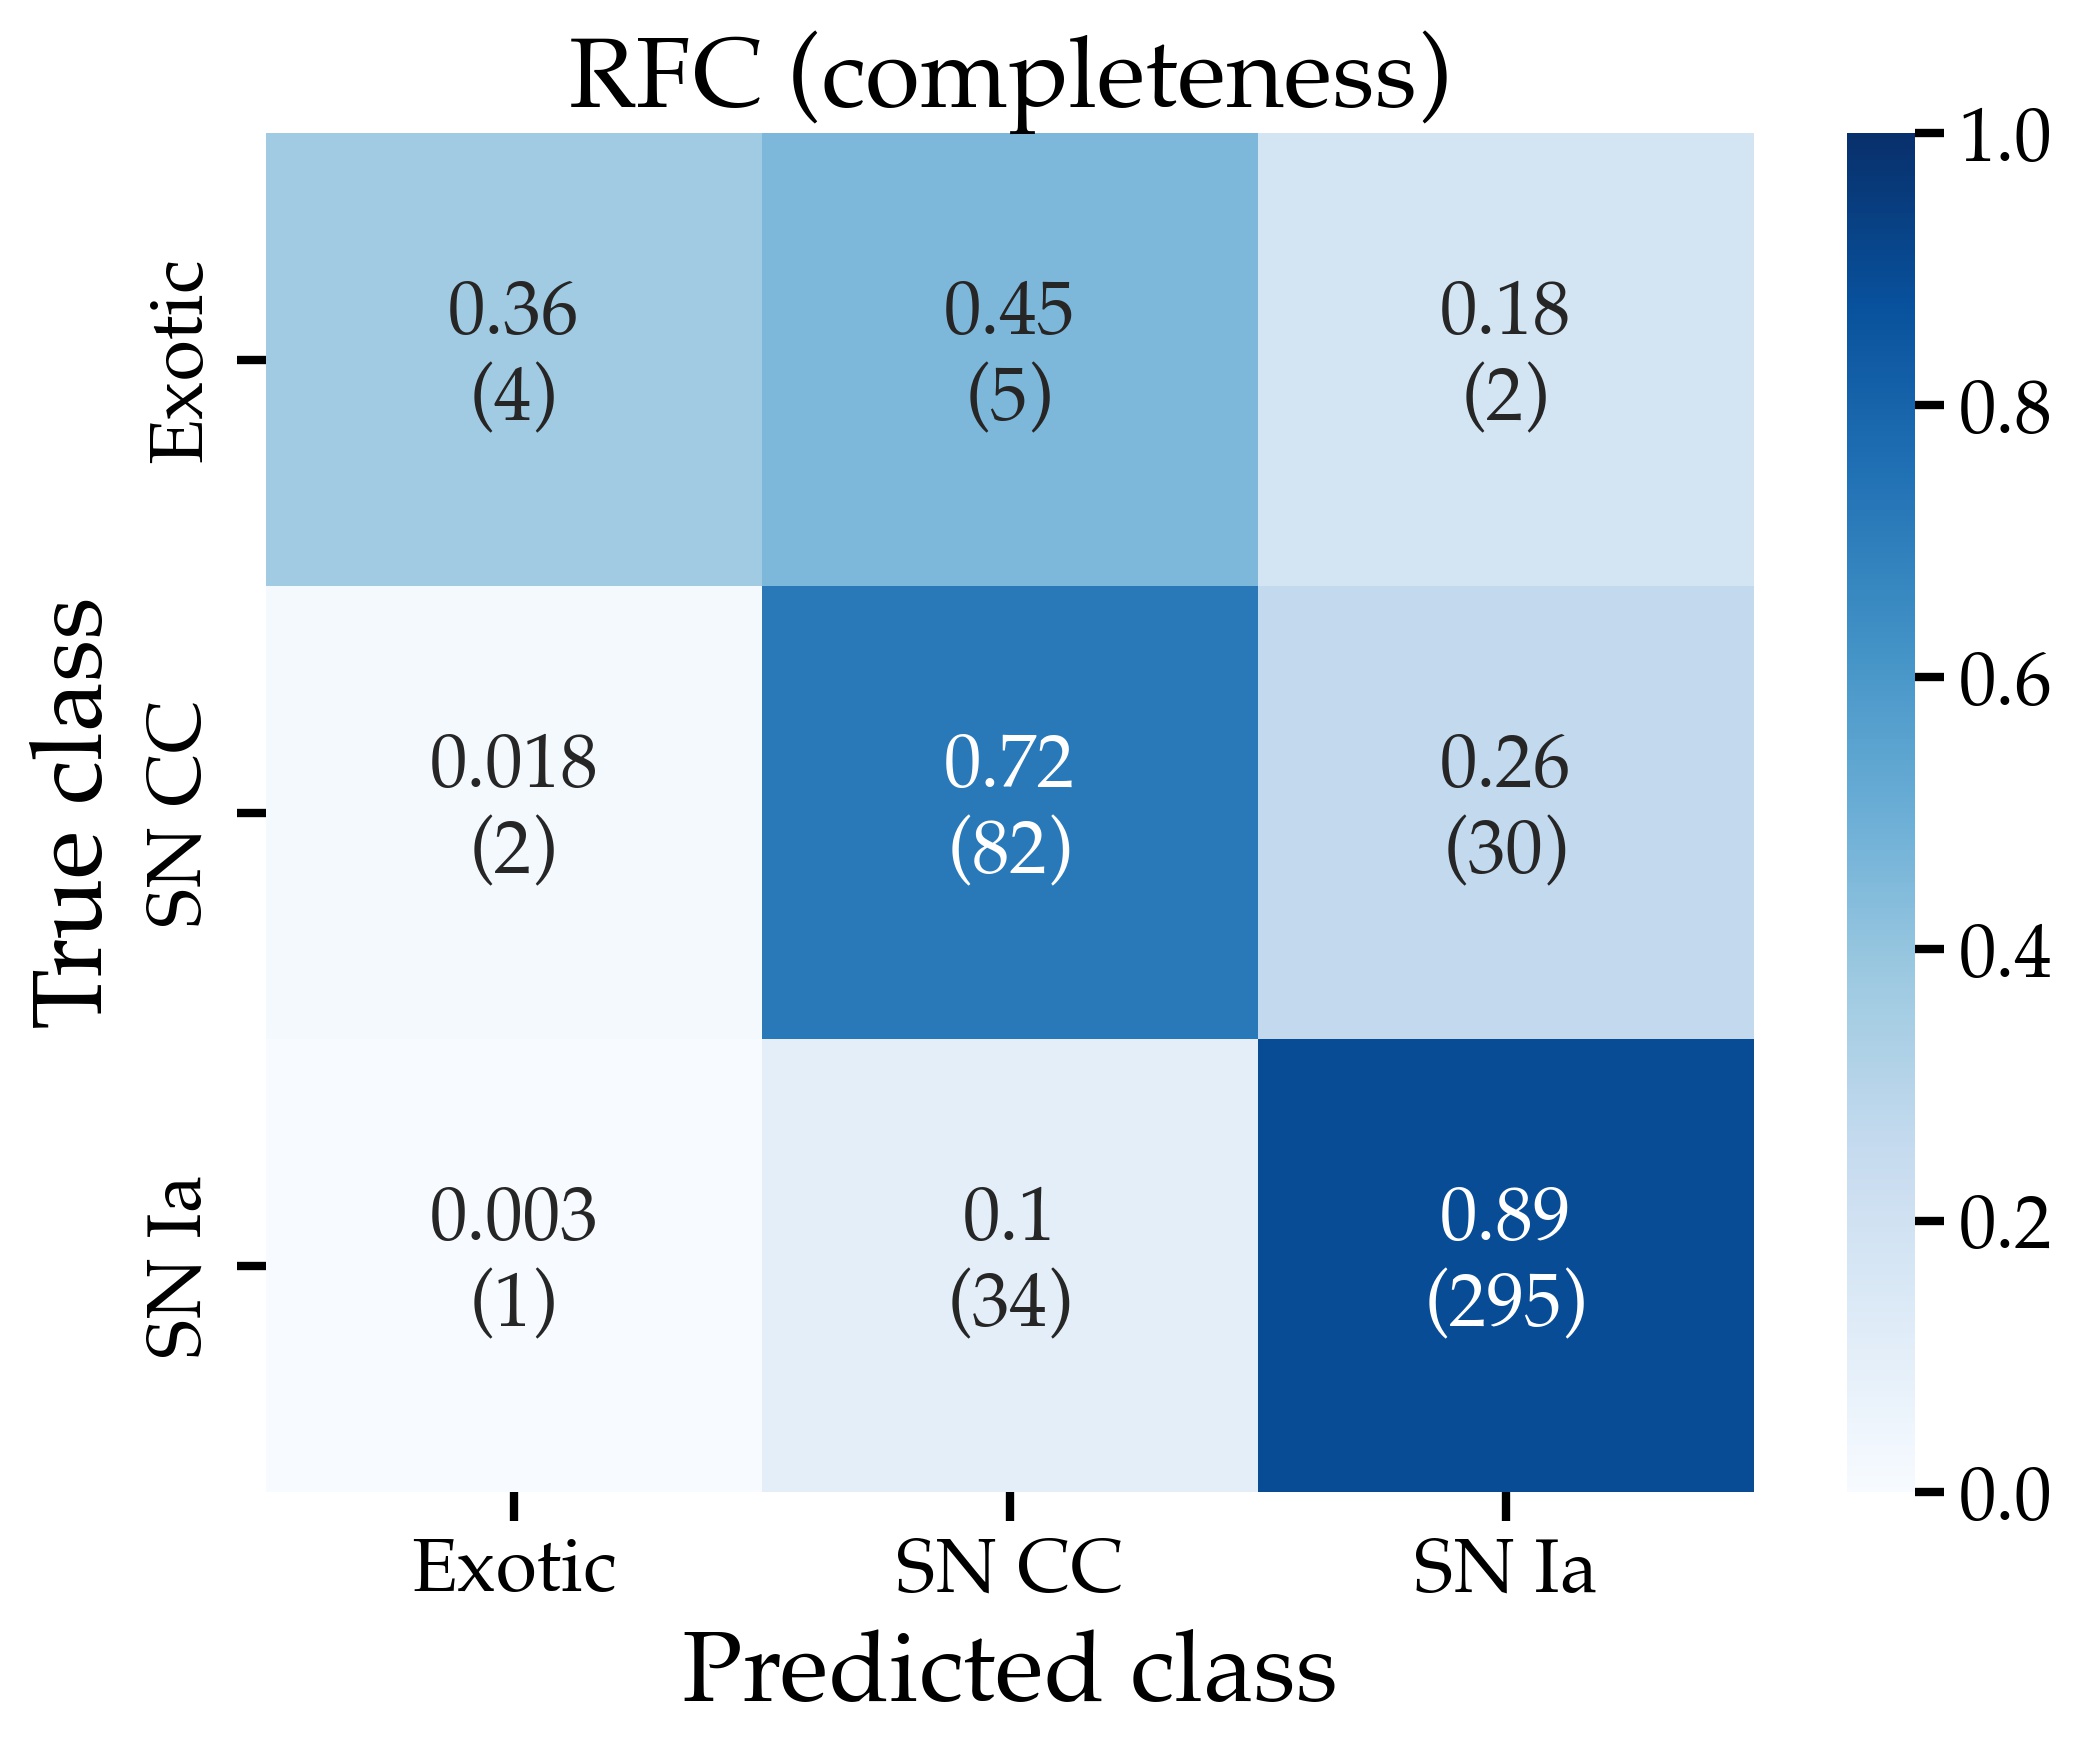 RFC (completeness)
True class
Exotic
SN CC
SN Ia
0.36
(4)
0.45
(5)
0.18
(2)
0.018
(2)
0.72
(82)
0.26
(30)
0.003
(1)
0.1
(34)
0.89
(295)
Exotic
SN CC
SN Ia
Predicted class
1.0
0.8
0.6
0.4
0.2
0.0